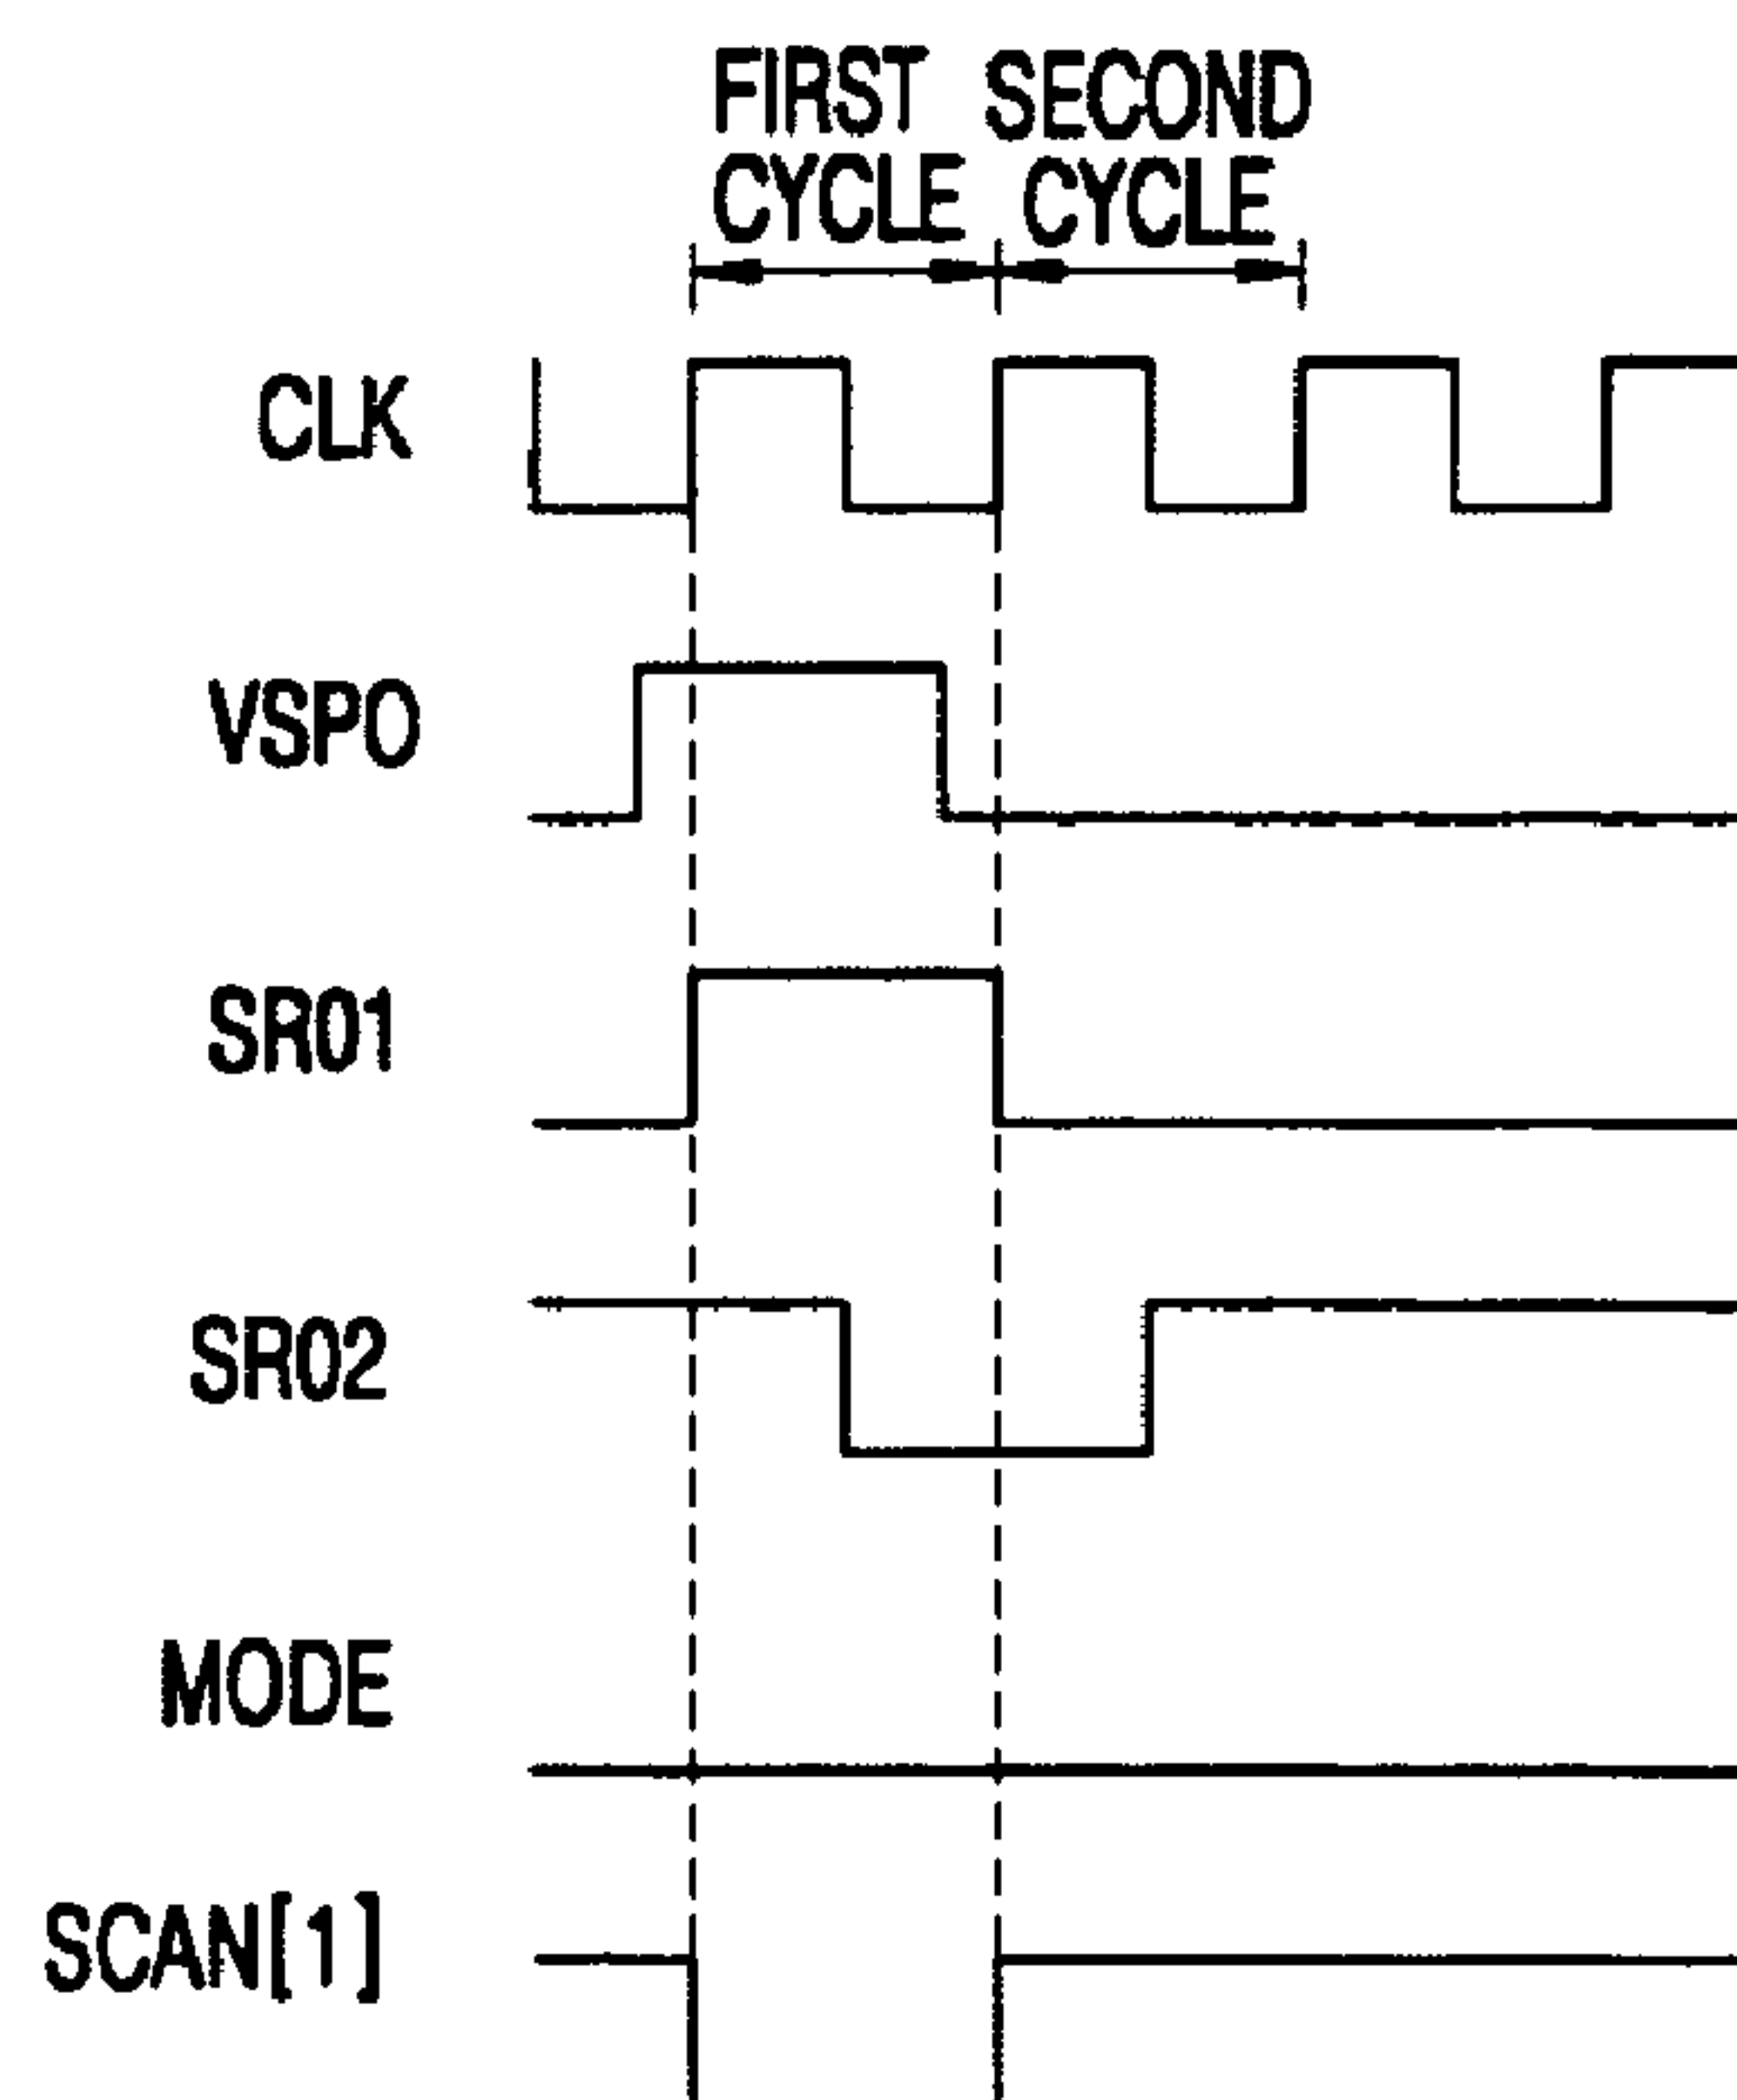 FIRST SECOND
CYCLE CYCLE
CLK
VSPO
SR01
SR02
MODE
SCAN[1]